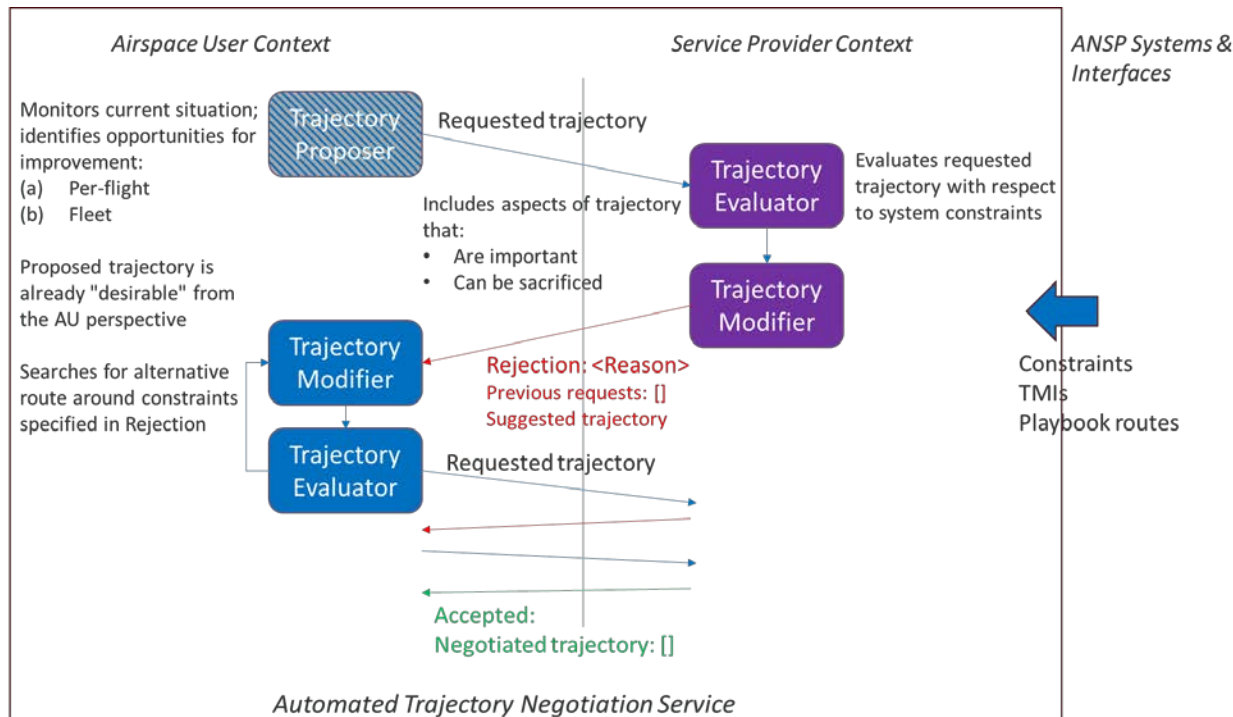 Airspace User Context
Service Provider Context
ANSP Systems &
Interfaces
Monitors current situation;
identifies opportunities for
improvement:
(a) Per-flight
(b) Fleet
Trajectory
Proposer
Requested trajectory
Trajectory
Evaluator
Evaluates requested
trajectory with respect
to system constraints
Includes aspects of trajectory
that:
• Are important
• Can be sacrificed
Proposed trajectory is
already "desirable" from
the AU perspective
Trajectory
Modifier
Trajectory
Modifier
Searches for alternative
route around constraints
specified in Rejection
Rejection: <Reason>
Previous requests: []
Suggested trajectory
Constraints
TMIs
Playbook routes
Trajectory
Evaluator
Requested trajectory
Accepted:
Negotiated trajectory: []
Automated Trajectory Negotiation Service